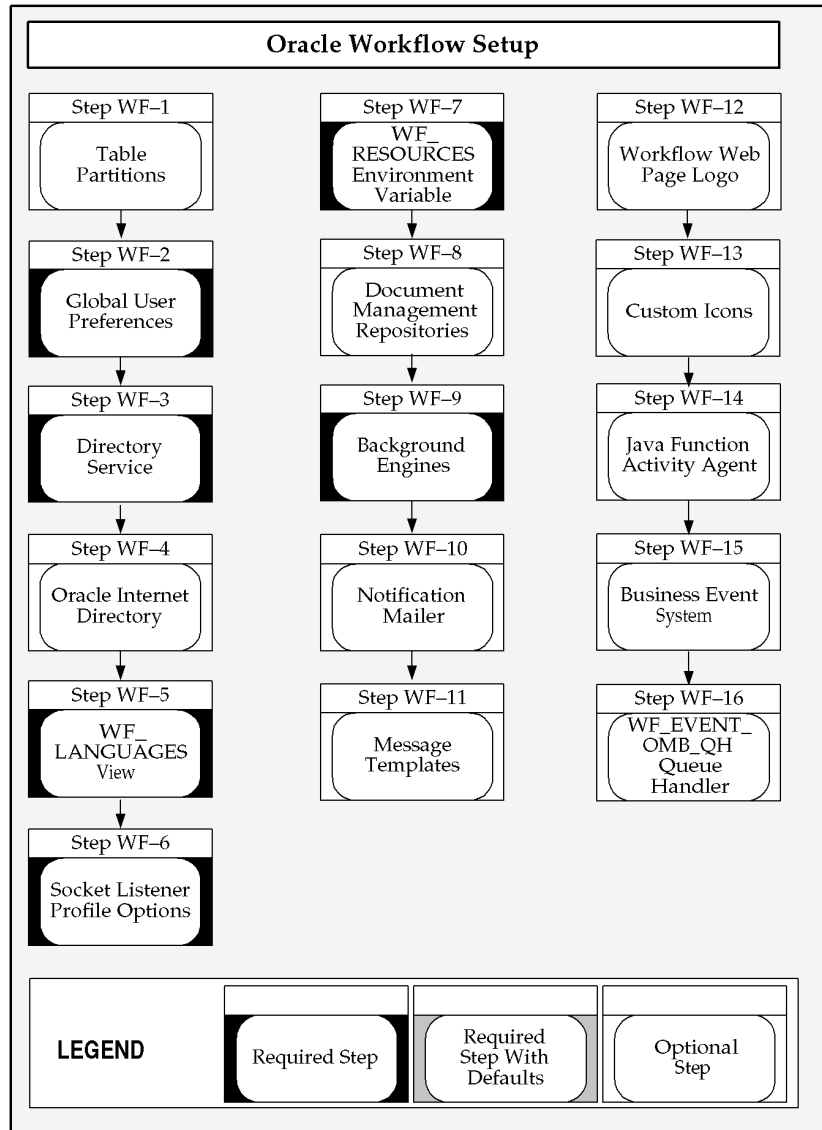 Oracle Workflow Setup
Step WF–1
Table
Partitions
Step WF–2
Global User
Preferences
Step WF–3
Directory
Service
Step WF–4
Oracle Internet
Directory
Step WF–5
WF_
LANGUAGES
View
Step WF–6
Socket Listener
Profile Options
Step WF–7
WF_
RESOURCES
Environment
Variable
Step WF–8
Document
Management
Repositories
Step WF–9
Background
Engines
Step WF–10
Notification
Mailer
Step WF–11
Message
Templates
Step WF–12
Workflow Web
Page Logo
Step WF–13
Custom Icons
Step WF–14
Java Function
Activity Agent
Step WF–15
Business Event
System
Step WF–16
WF_EVENT_
OMB_QH
Queue
Handler
LEGEND
Required Step
Required
Step With
Defaults
Optional
Step